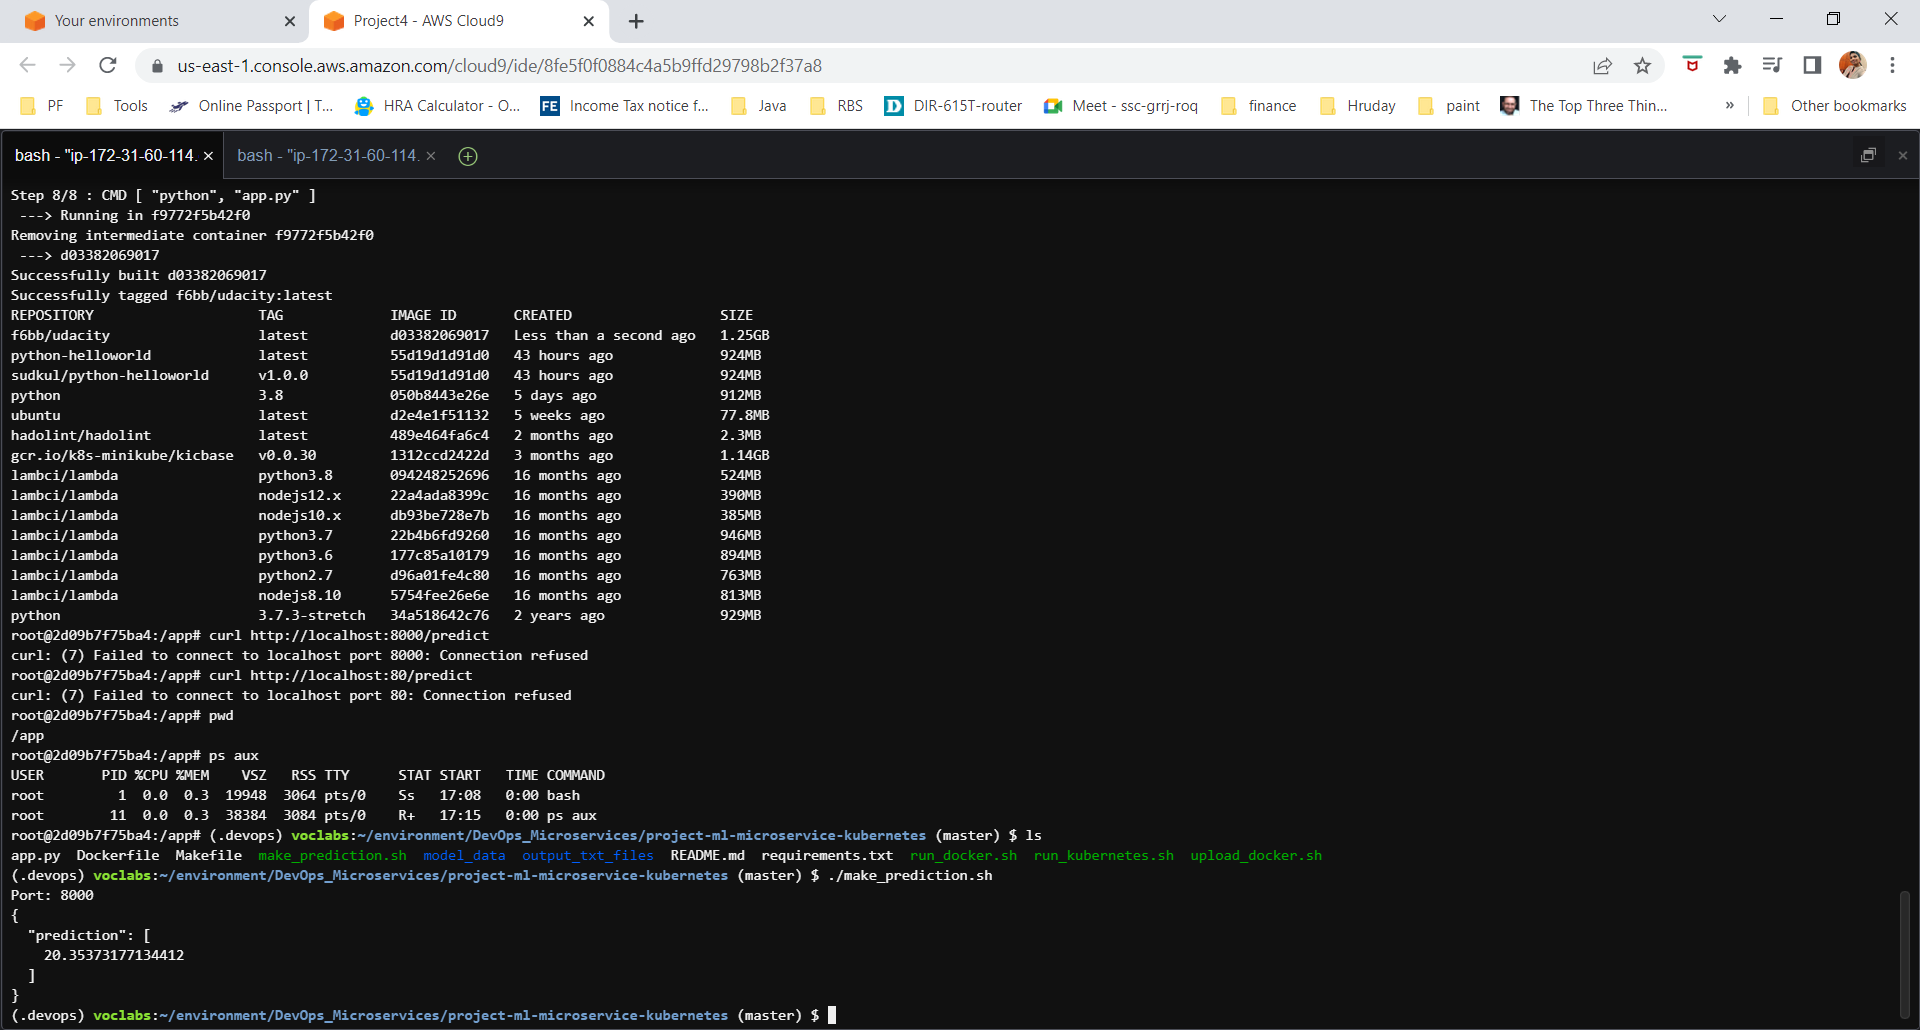 Your environments
Project4 - AWS Cloud9
us-east-1.console.aws.amazon.com/cloud9/ide/8fe5f0f0884c4a5b9ffd29798b2f37a8
PF Tools Online Passport | T... HRA Calculator - O... FE Income Tax notice f... Java RBS D DIR-615T-router Meet - ssc-grrj-roq finance Hruday paint The Top Three Thin... » Other bookmarks
bash - "ip-172-31-60-114. bash - "ip-172-31-60-114.
Step 8/8 : CMD [ "python", "app.py" ]
---> Running in f9772f5b42f0
Removing intermediate container f9772f5b42f0
---> d03382069017
Successfully built d03382069017
Successfully tagged f6bb/udacity:latest
REPOSITORY TAG IMAGE ID CREATED SIZE
f6bb/udacity latest d03382069017 Less than a second ago 1.25GB
python-helloworld latest 55d19d1d91d0 43 hours ago 924MB
sudkul/python-helloworld v1.0.0 55d19d1d91d0 43 hours ago 924MB
python 3.8 050b8443e26e 5 days ago 912MB
ubuntu latest d2e4e1f51132 5 weeks ago 77.8MB
hadolint/hadolint latest 489e464fa6c4 2 months ago 2.3MB
gcr.io/k8s-minikube/kicbase v0.0.30 1312ccd2422d 3 months ago 1.14GB
lambci/lambda python3.8 094248252696 16 months ago 524MB
lambci/lambda nodejs12.x 22a4ada8399c 16 months ago 390MB
lambci/lambda nodejs10.x db93be728e7b 16 months ago 385MB
lambci/lambda python3.7 22b4b6fd9260 16 months ago 946MB
lambci/lambda python3.6 177c85a10179 16 months ago 894MB
lambci/lambda python2.7 d96a01fe4c80 16 months ago 763MB
lambci/lambda nodejs8.10 5754fee26e6e 16 months ago 813MB
python 3.7.3-stretch 34a518642c76 2 years ago 929MB
root@2d09b7f75ba4:/app# curl http://localhost:8000/predict
curl: (7) Failed to connect to localhost port 8000: Connection refused
root@2d09b7f75ba4:/app# curl http://localhost:80/predict
curl: (7) Failed to connect to localhost port 80: Connection refused
root@2d09b7f75ba4:/app# pwd
/app
root@2d09b7f75ba4:/app# ps aux
USER PID %CPU %MEM VSZ RSS TTY STAT START TIME COMMAND
root 1 0.0 0.3 19948 3064 pts/0 Ss 17:08 0:00 bash
root 11 0.0 0.3 38384 3084 pts/0 R+ 17:15 0:00 ps aux
root@2d09b7f75ba4:/app# (.devops) voclabs:~/environment/DevOps_Microservices/project-ml-microservice-kubernetes (master) $ ls
app.py Dockerfile Makefile make_prediction.sh model_data output_txt_files README.md requirements.txt run_docker.sh run_kubernetes.sh upload_docker.sh
(.devops) voclabs:~/environment/DevOps_Microservices/project-ml-microservice-kubernetes (master) $ ./make_prediction.sh
Port: 8000
{
"prediction": [
20.35373177134412
]
}
(.devops) voclabs:~/environment/DevOps_Microservices/project-ml-microservice-kubernetes (master) $